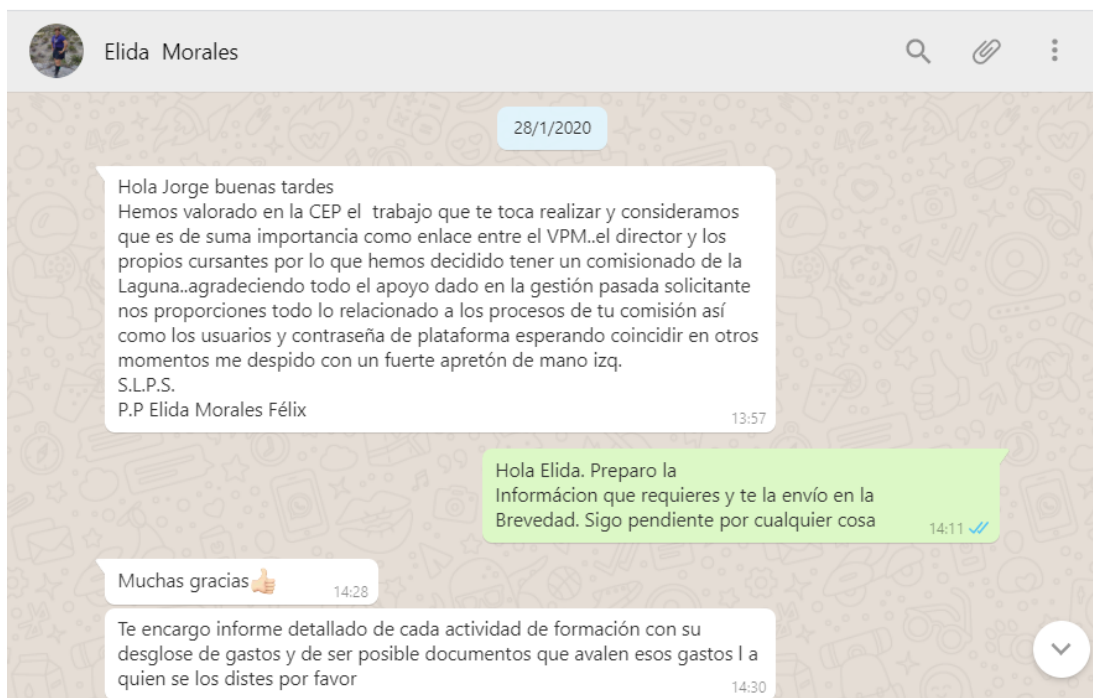 Elida Morales
28/1/2020
Hola Jorge buenas tardes
Hemos valorado en la CEP el trabajo que te toca realizar y consideramos
que es de suma importancia como enlace entre el VPM..el director y los
propios cursantes por lo que hemos decidido tener un comisionado de la
Laguna..agradeciendo todo el apoyo dado en la gestión pasada solicitante
nos proporciones todo lo relacionado a los procesos de tu comisión así
como los usuarios y contraseña de plataforma esperando coincidir en otros
momentos me despido con un fuerte apretón de mano izq.
S.L.P.S.
P.P Elida Morales Félix
13:57
Hola Elida. Preparo la
Informácion que requieres y te la envío en la
Brevedad. Sigo pendiente por cualquier cosa
14:11
Muchas gracias👍🏻
14:28
Te encargo informe detallado de cada actividad de formación con su
desglose de gastos y de ser posible documentos que avalen esos gastos l a
quien se los distes por favor
14:30